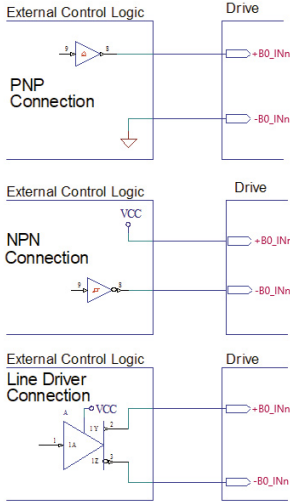 External Control Logic
Drive
9
8
+B0_INn
PNP
Connection
-B0_INn
External Control Logic
Drive
VCC
NPN
Connection
+B0_INn
9
8
-B0_INn
External Control Logic
Drive
Line Driver
Connection
A
VCC
1Y
2
+B0_INn
1
1A
1Z
3
-B0_INn